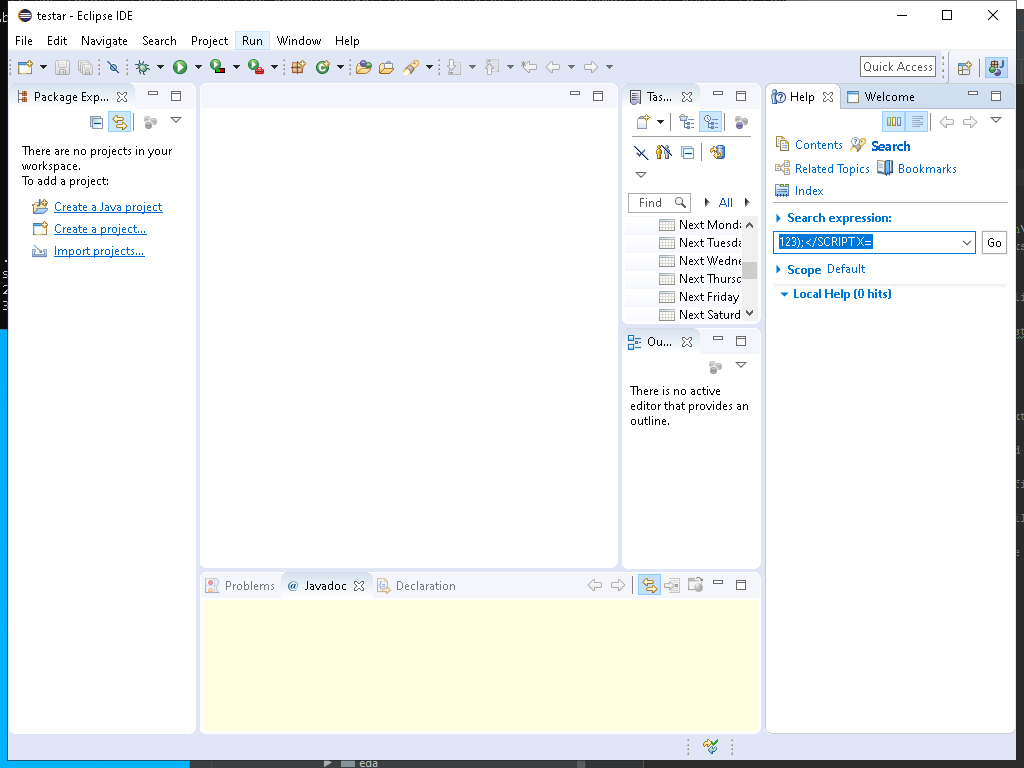 testar - Eclipse IDE
File Edit Navigate Search Project Run Window Help
Quick Access
Package Exp...
There are no projects in your
workspace.
To add a project:
Create a Java project
Create a project...
Import projects...
Tas...
Find
All
Next Mond
Next Tuesda
Next Wedne
Next Thurso
Next Friday
Next Saturd
Ou...
There is no active
editor that provides an
outline.
Help
Welcome
Contents
Search
Related Topics
Bookmarks
Index
Search expression:
123);</SCRIPT X=
Go
Scope Default
Local Help (0 hits)
Problems
@ Javadoc
Declaration
eda